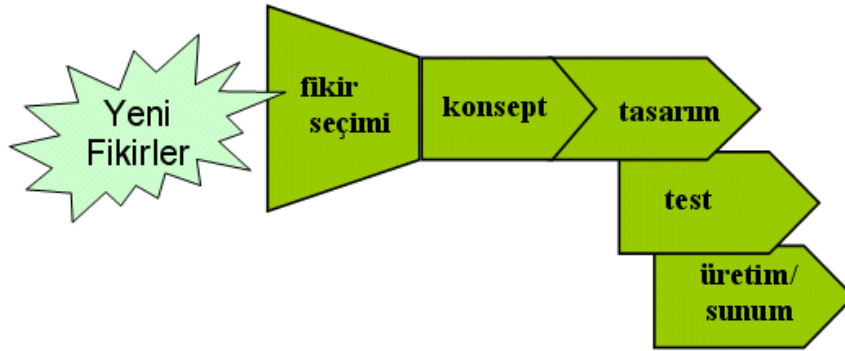 Yeni
Fikirler
fikir
seçimi
konsept
tasarım
test
üretim/
sunum